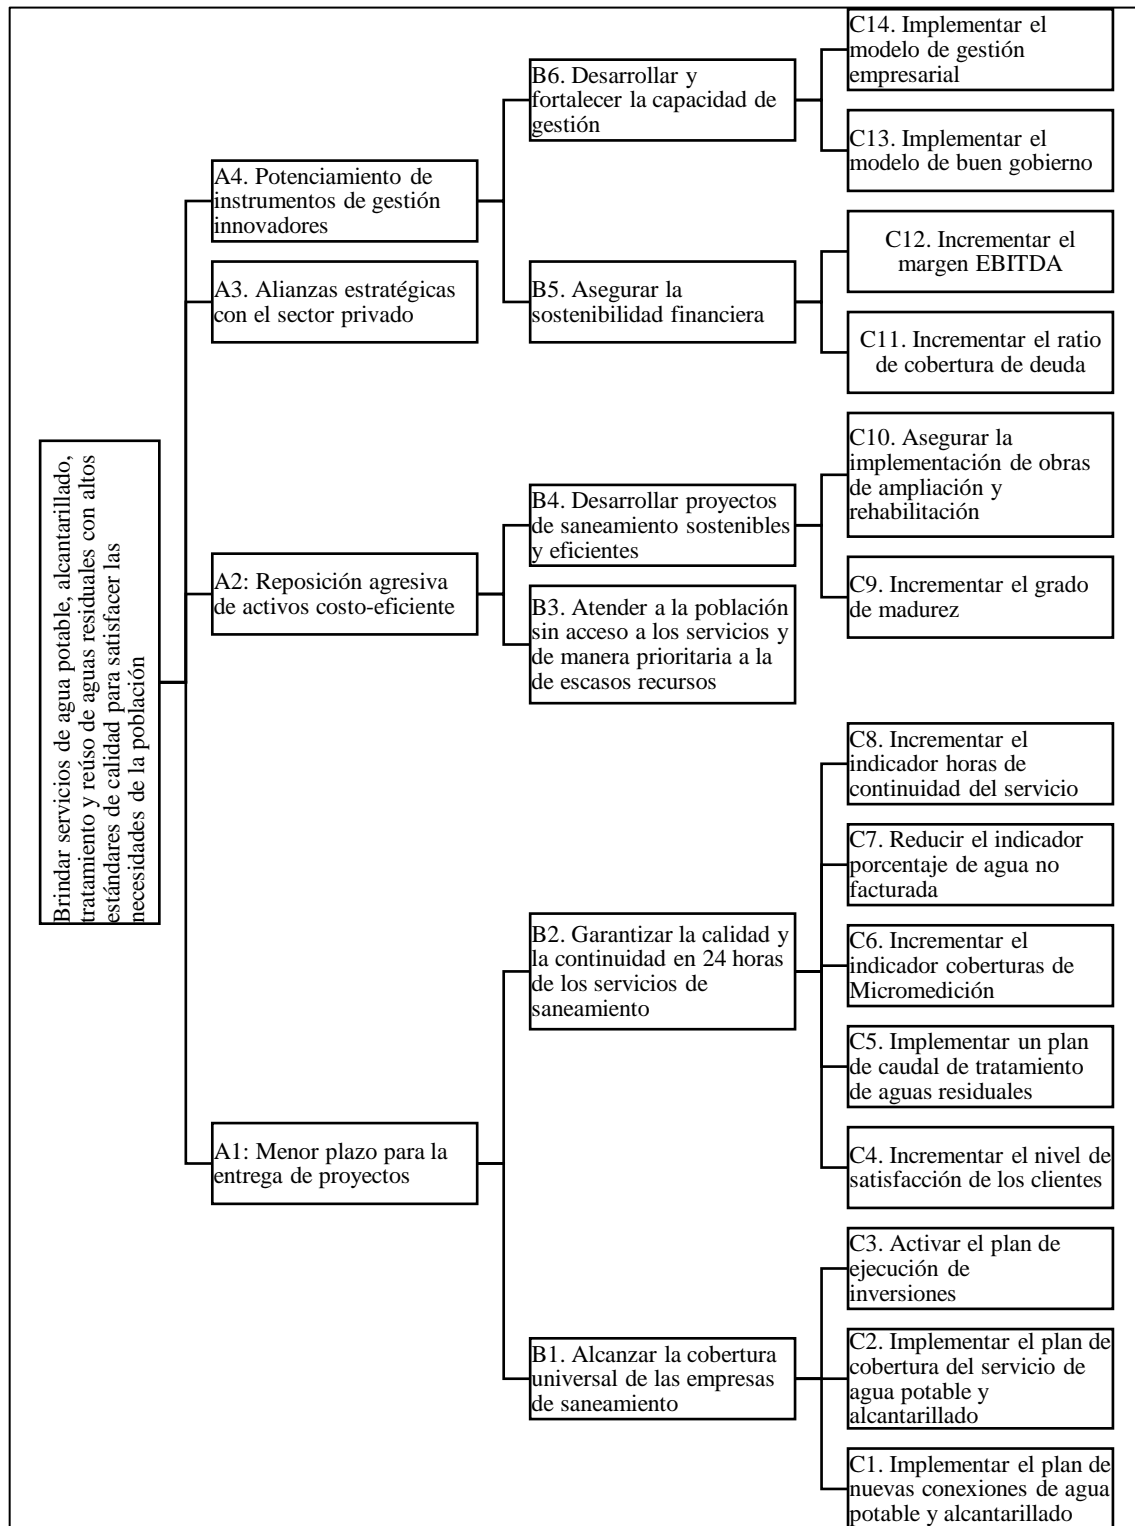 Brindar servicios de agua potable, alcantarillado,
tratamiento y reúso de aguas residuales con altos
estándares de calidad para satisfacer las
necesidades de la población
A4. Potenciamiento de
instrumentos de gestión
innovadores
A3. Alianzas estratégicas
con el sector privado
A2: Reposición agresiva
de activos costo-eficiente
A1: Menor plazo para la
entrega de proyectos
B6. Desarrollar y
fortalecer la capacidad de
gestión
B5. Asegurar la
sostenibilidad financiera
B4. Desarrollar proyectos
de saneamiento sostenibles
y eficientes
B3. Atender a la población
sin acceso a los servicios y
de manera prioritaria a la
de escasos recursos
B2. Garantizar la calidad y
la continuidad en 24 horas
de los servicios de
saneamiento
B1. Alcanzar la cobertura
universal de las empresas
de saneamiento
C14. Implementar el
modelo de gestión
empresarial
C13. Implementar el
modelo de buen gobierno
C12. Incrementar el
margen EBITDA
C11. Incrementar el ratio
de cobertura de deuda
C10. Asegurar la
implementación de obras
de ampliación y
rehabilitación
C9. Incrementar el grado
de madurez
C8. Incrementar el
indicador horas de
continuidad del servicio
C7. Reducir el indicador
porcentaje de agua no
facturada
C6. Incrementar el
indicador coberturas de
Micromedición
C5. Implementar un plan
de caudal de tratamiento
de aguas residuales
C4. Incrementar el nivel de
satisfacción de los clientes
C3. Activar el plan de
ejecución de
inversiones
C2. Implementar el plan de
cobertura del servicio de
agua potable y
alcantarillado
C1. Implementar el plan de
nuevas conexiones de agua
potable y alcantarillado